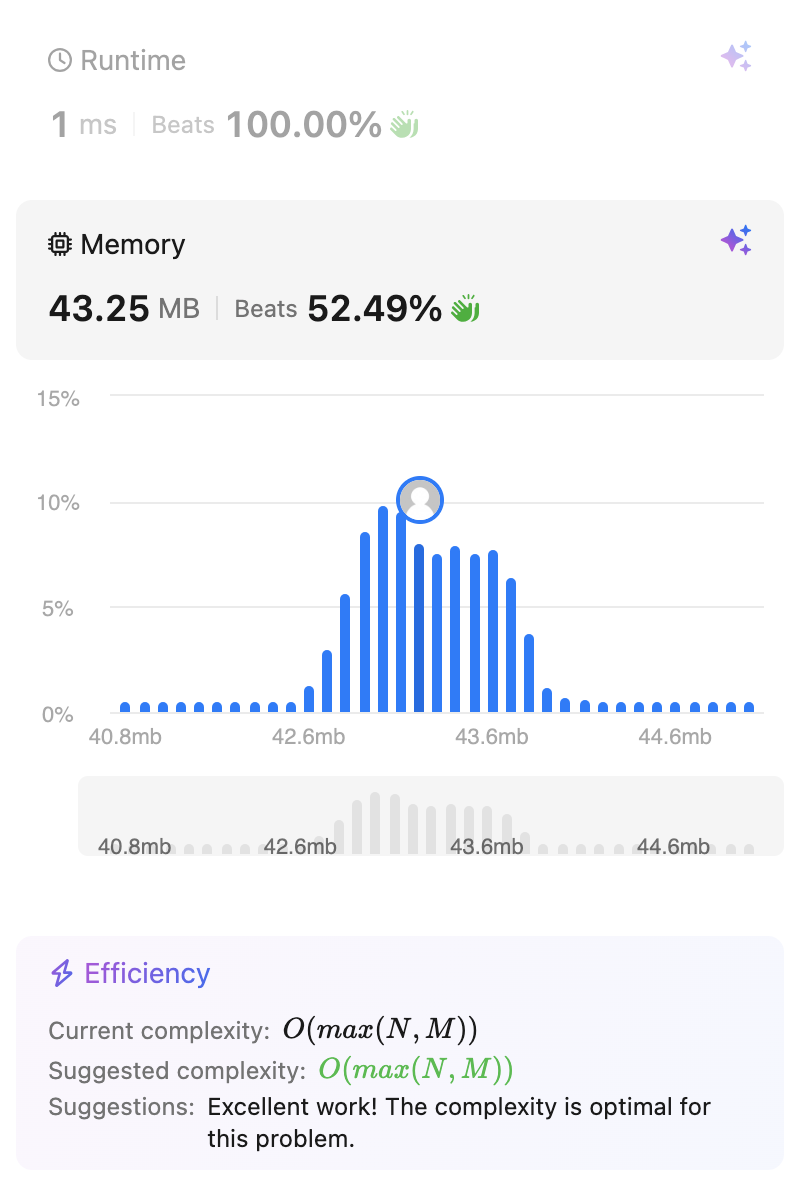 Runtime
1 ms | Beats 100.00%
Memory
43.25 MB | Beats 52.49%
15%
10%
5%
0%
40.8mb 42.6mb 43.6mb 44.6mb
40.8mb 42.6mb 43.6mb 44.6mb
Efficiency
Current complexity: O(max(N, M))
Suggested complexity: O(max(N, M))
Suggestions: Excellent work! The complexity is optimal for
this problem.